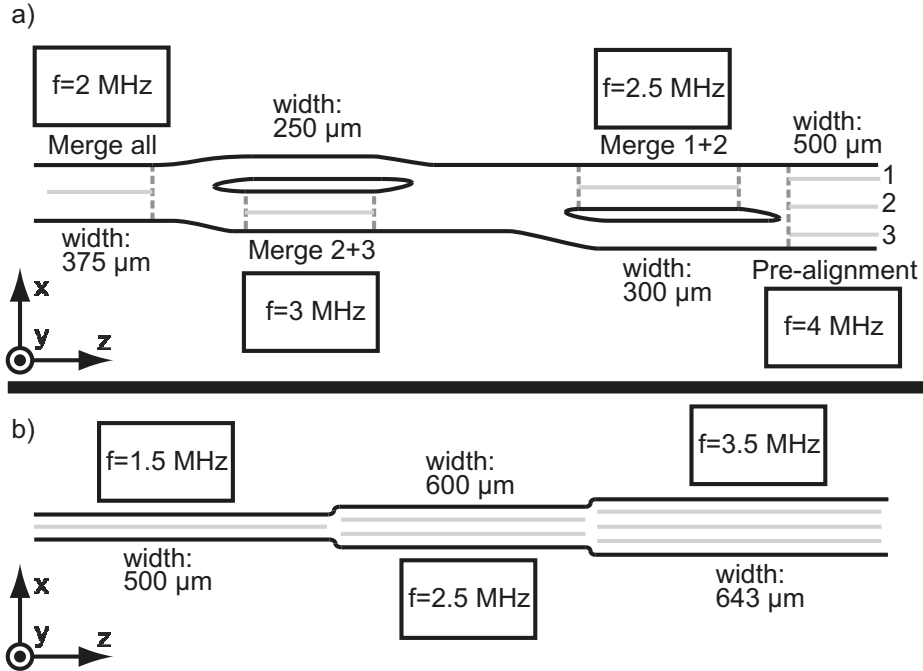 a)
f=2 MHz
Merge all
width:
375 µm
width:
250 µm
Merge 2+3
f=3 MHz
f=2.5 MHz
Merge 1+2
width:
300 µm
width:
500 µm
1
2
3
Pre-alignment
f=4 MHz
x
y
z
b)
f=1.5 MHz
width:
500 µm
width:
600 µm
f=2.5 MHz
f=3.5 MHz
width:
643 µm
x
y
z